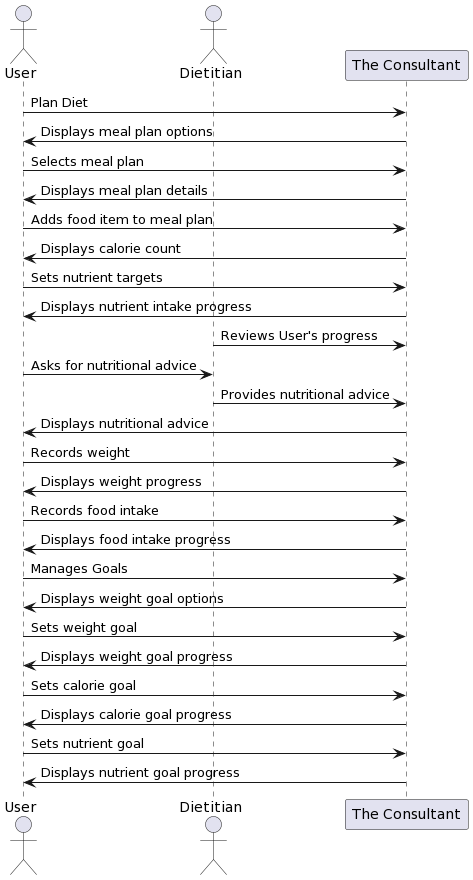 User
Dietitian
The Consultant
Plan Diet
Displays meal plan options
Selects meal plan
Displays meal plan details
Adds food item to meal plan
Displays calorie count
Sets nutrient targets
Displays nutrient intake progress
Reviews User's progress
Asks for nutritional advice
Provides nutritional advice
Displays nutritional advice
Records weight
Displays weight progress
Records food intake
Displays food intake progress
Manages Goals
Displays weight goal options
Sets weight goal
Displays weight goal progress
Sets calorie goal
Displays calorie goal progress
Sets nutrient goal
Displays nutrient goal progress
User
Dietitian
The Consultant